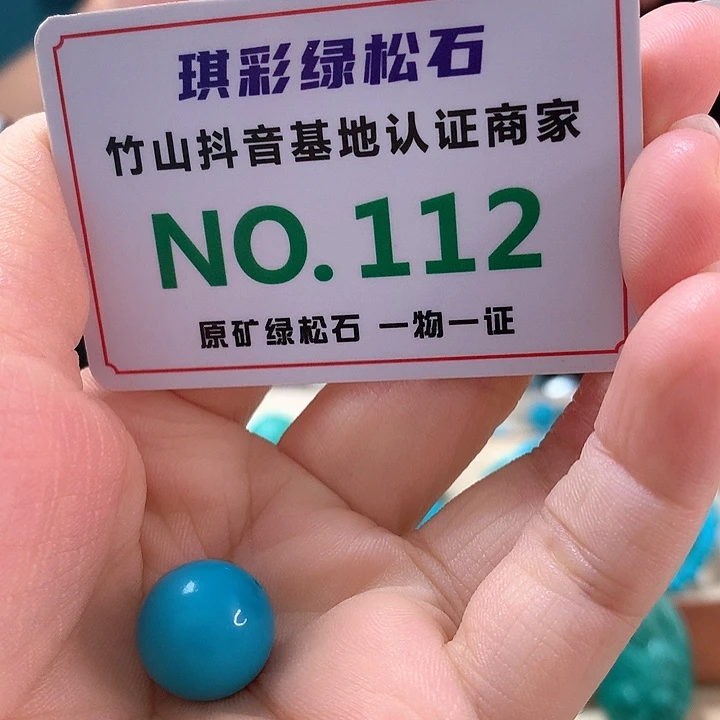 琪彩绿松石
竹山抖音基地认证商家
NO.112
原矿绿松石 一物一证